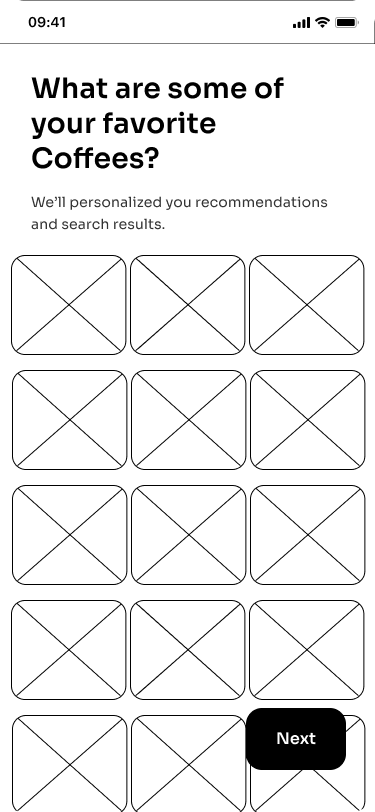 09:41
What are some of
your favorite
Coffees?
We’ll personalized you recommendations
and search results.
Next